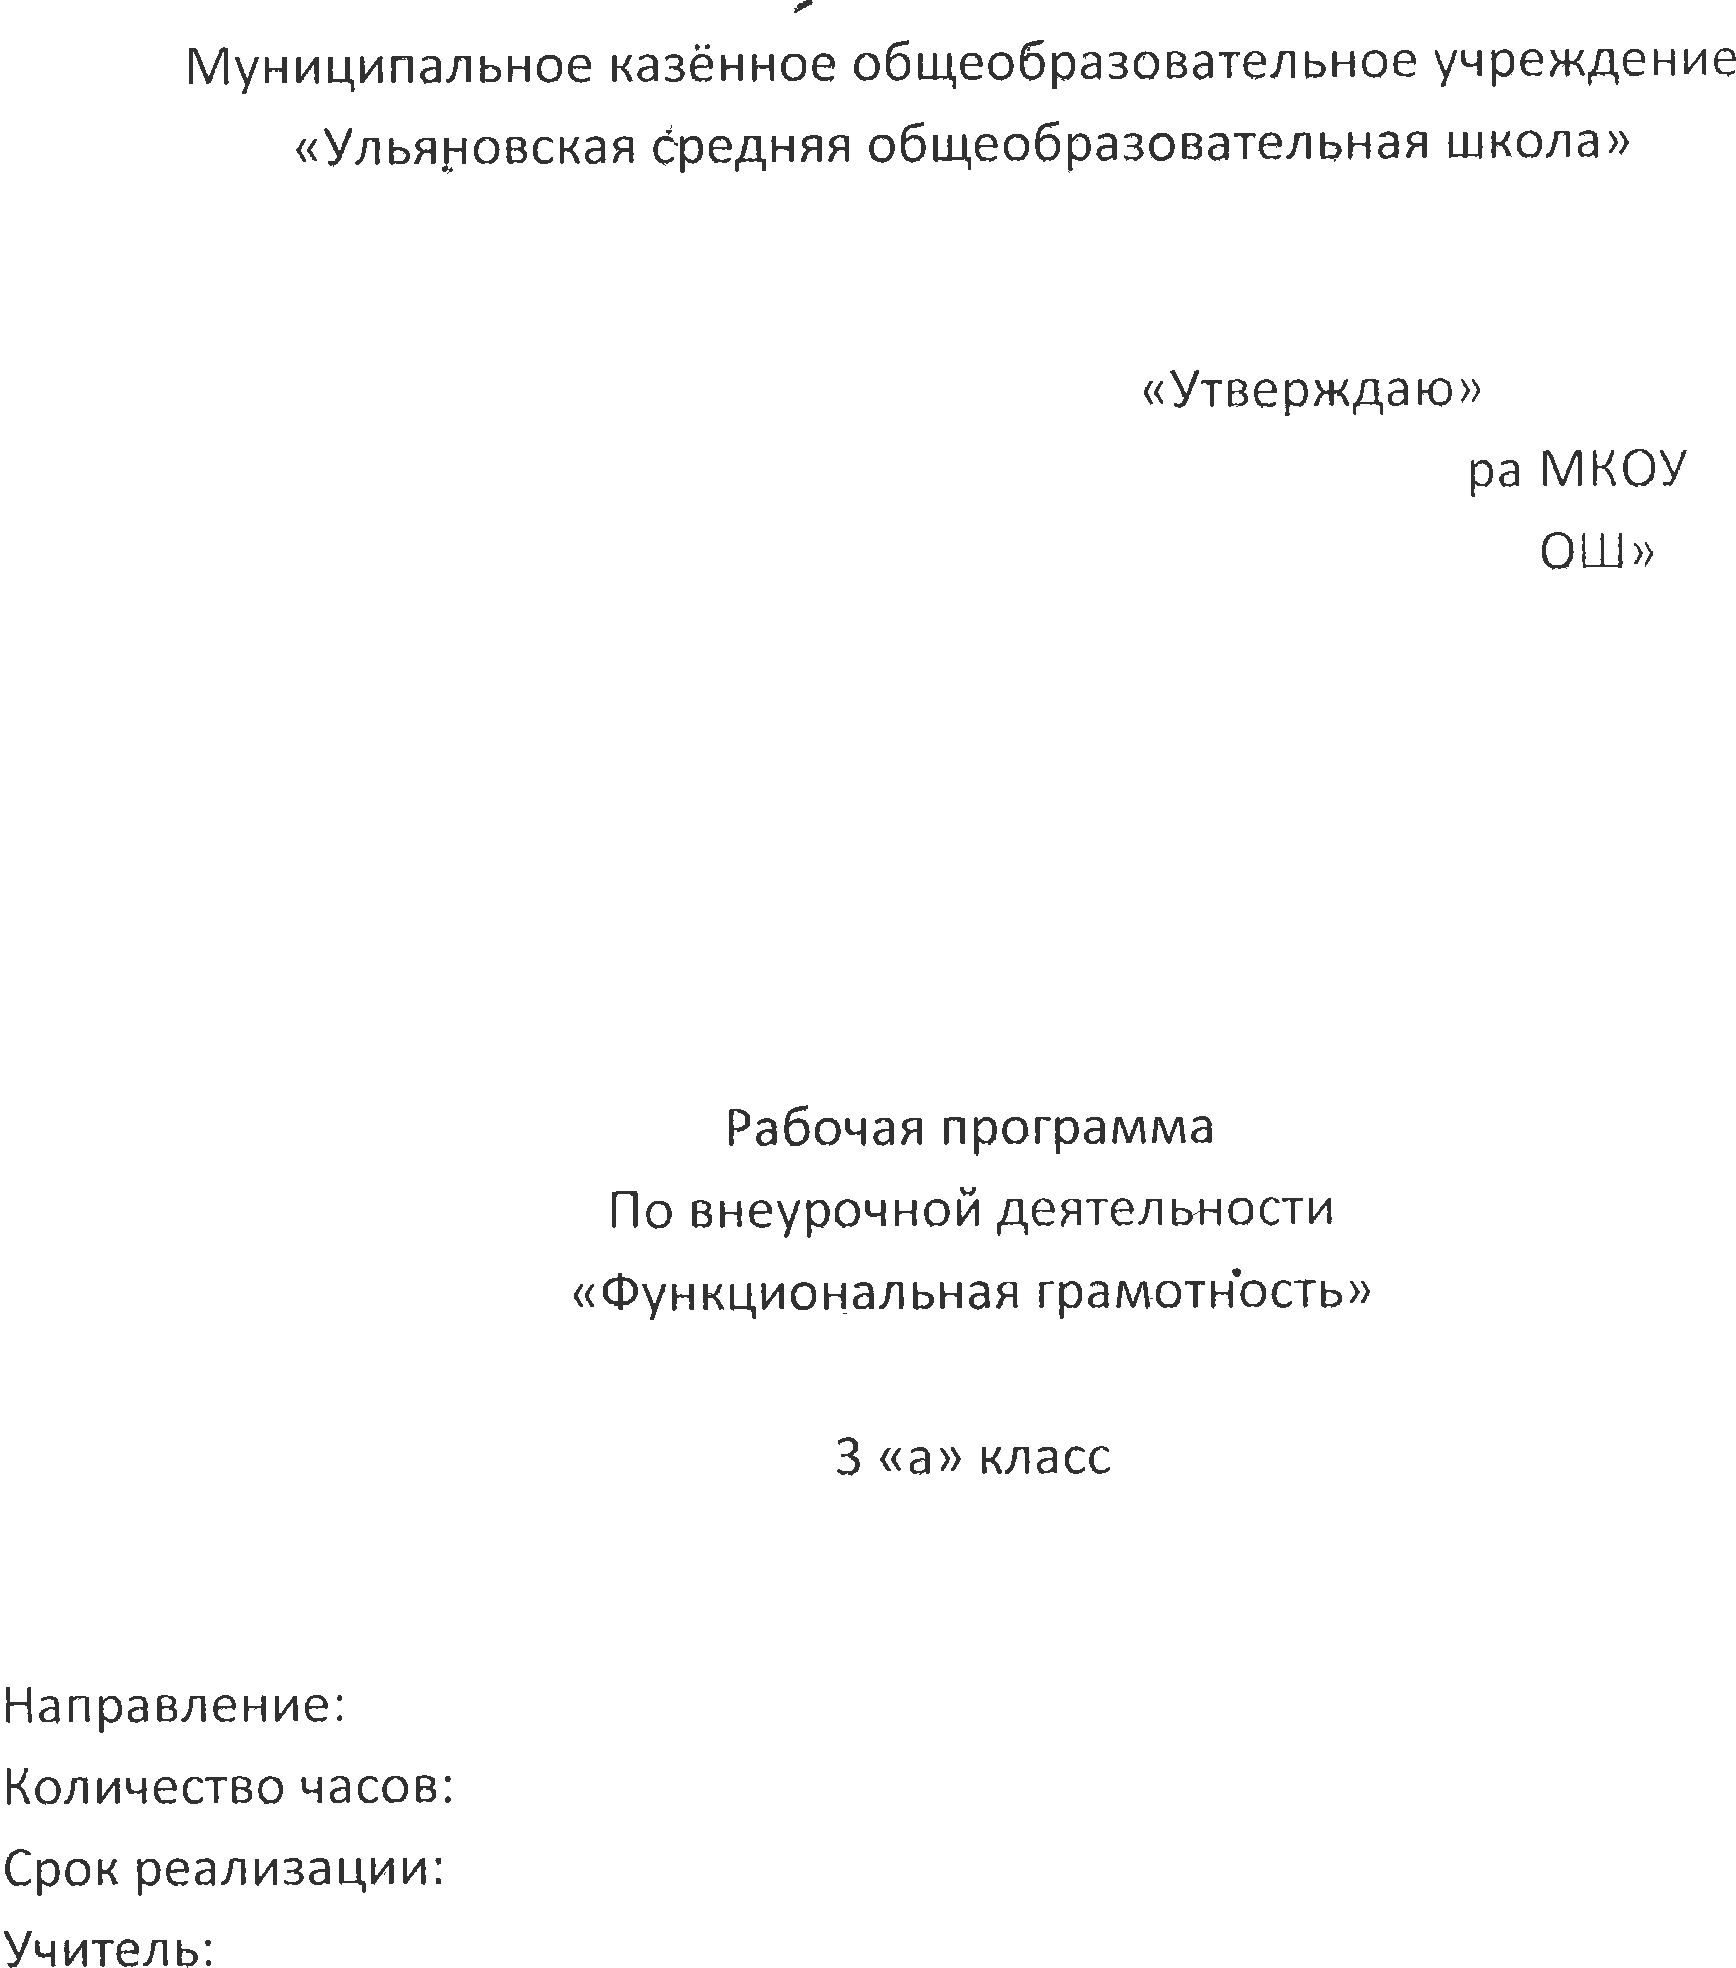 Муниципальное казённое общеобразовательное учреждение
«Ульяновская средняя общеобразовательная школа»
«Утверждаю»
ра МКОУ
ОШ»
Рабочая программа
По внеурочной деятельности
«Функциональная грамотность»
3 «а» класс
Направление:
Количество часов:
Срок реализации:
Учитель: